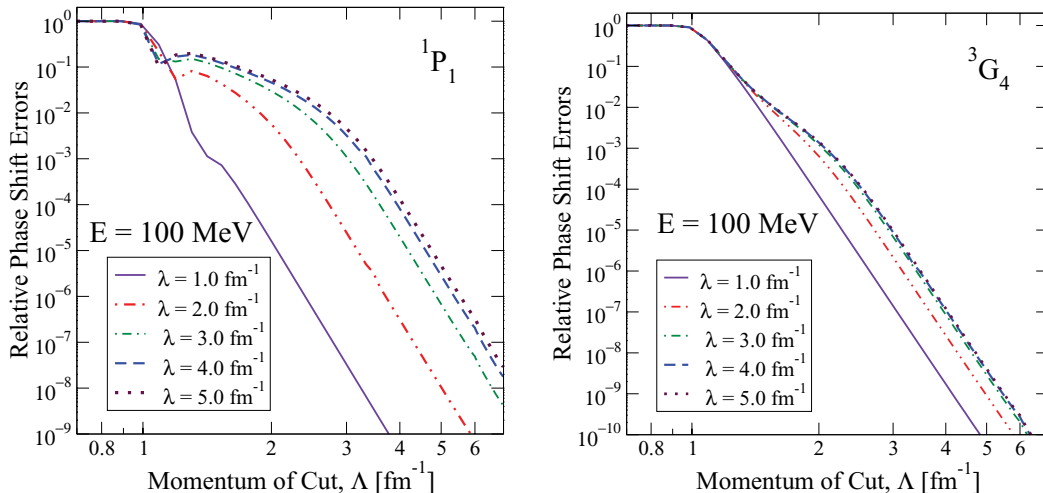 10^0
10^-1
10^-2
10^-3
10^-4
10^-5
10^-6
10^-7
10^-8
10^-9
Relative Phase Shift Errors
^1P_1
E = 100 MeV
λ = 1.0 fm^-1
λ = 2.0 fm^-1
λ = 3.0 fm^-1
λ = 4.0 fm^-1
λ = 5.0 fm^-1
0.8 1 2 3 4 5 6
Momentum of Cut, Λ [fm^-1]
10^0
10^-1
10^-2
10^-3
10^-4
10^-5
10^-6
10^-7
10^-8
10^-9
10^-10
Relative Phase Shift Errors
^3G_4
E = 100 MeV
λ = 1.0 fm^-1
λ = 2.0 fm^-1
λ = 3.0 fm^-1
λ = 4.0 fm^-1
λ = 5.0 fm^-1
0.8 1 2 3 4 5 6
Momentum of Cut, Λ [fm^-1]